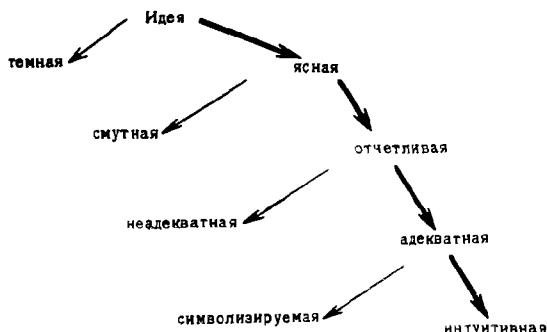 Идея
темная
ясная
смутная
отчетливая
неадекватная
адекватная
символизируемая
интуитивная